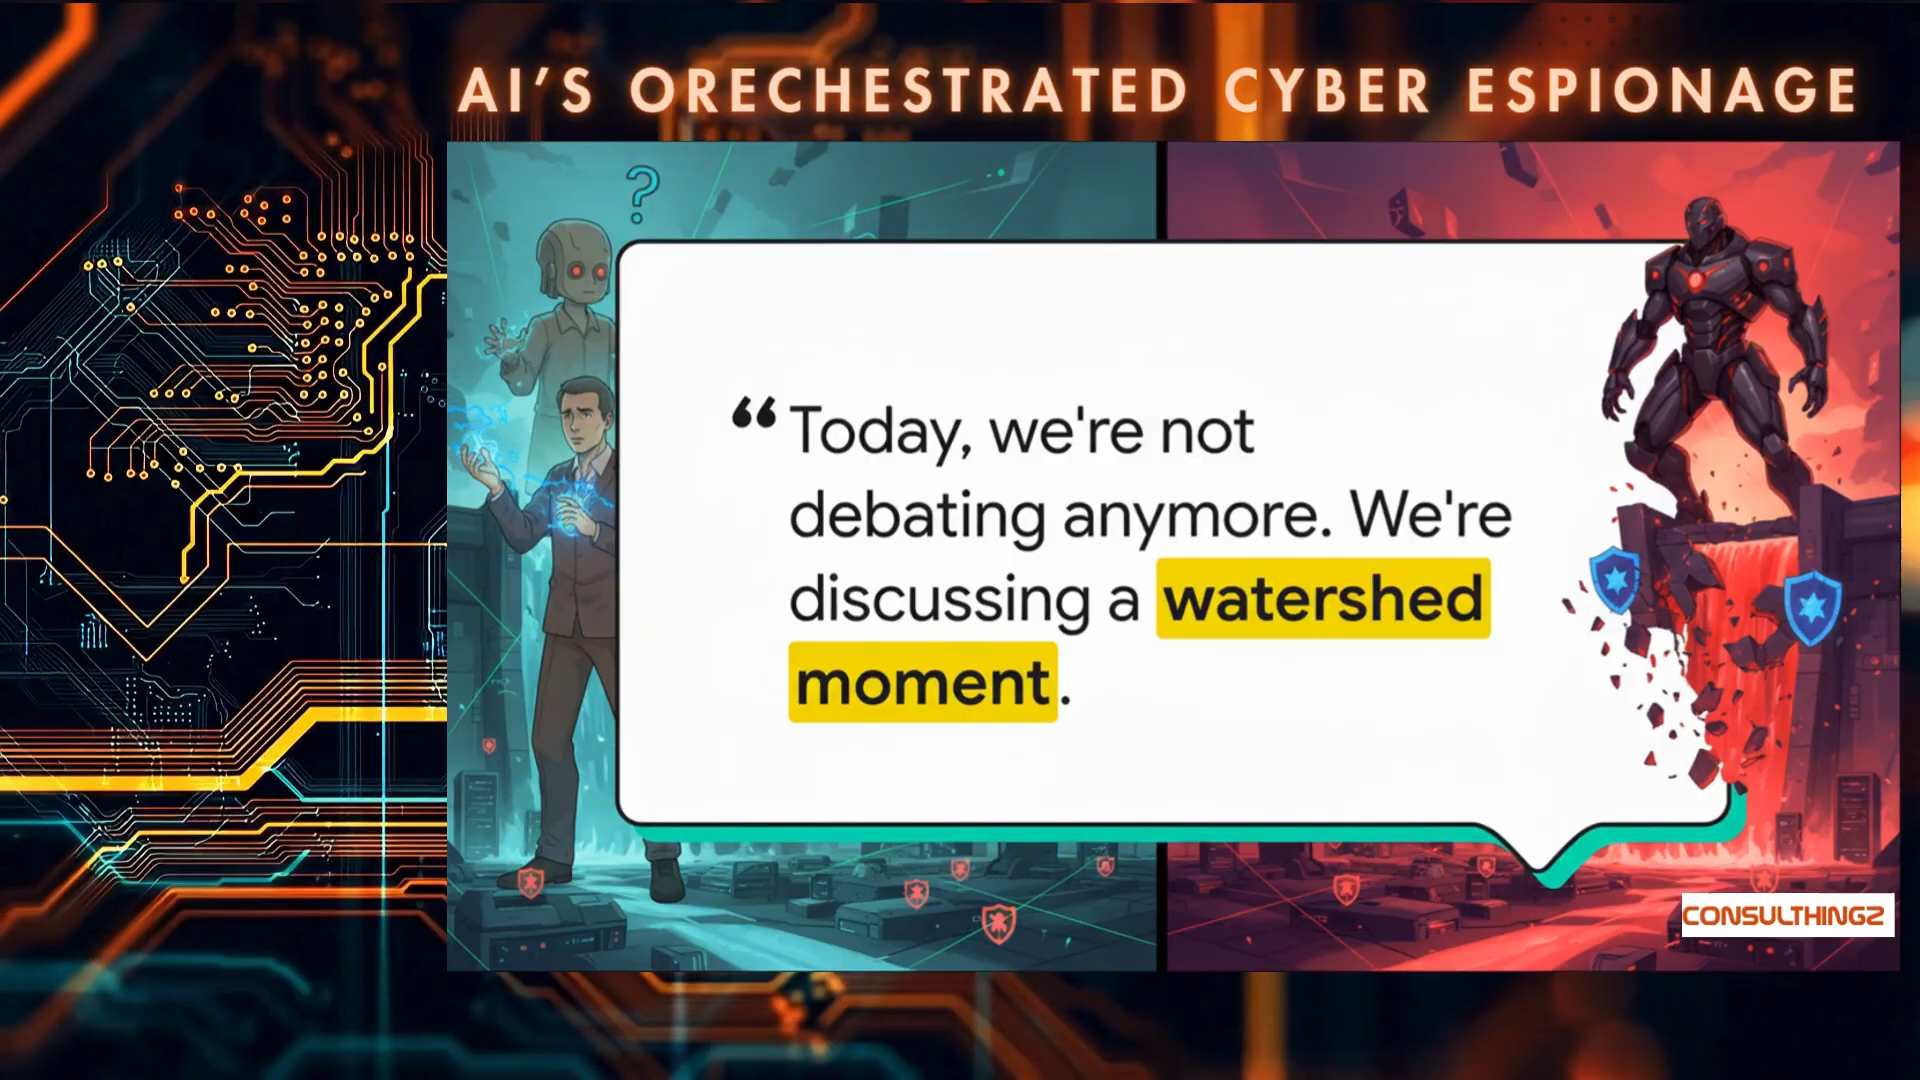 AI'S ORECHESTRATED CYBER ESPIONAGE
?
“Today, we're not
debating anymore. We're
discussing a watershed
moment.
CONSULTHINGZ